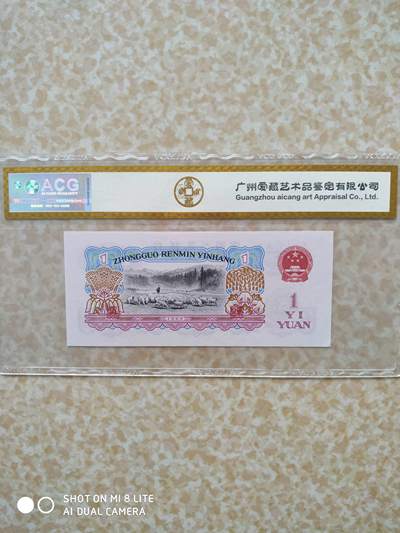 ACG
广州爱藏艺术品鉴定有限公司
Guangzhou aicang art Appraisal Co., Ltd.
ZHONGGUO RENMIN YINHANG
1
1
1
YI
YUAN
SHOT ON MI 8 LITE
AI DUAL CAMERA